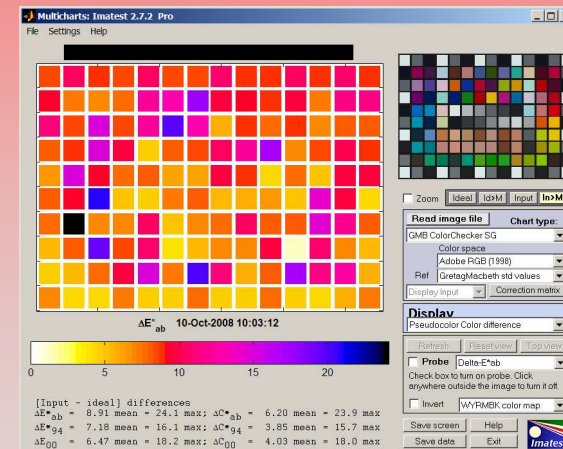 Multicharts: Imatest 2.7.2 Pro
File Settings Help
ΔE*ab 10-Oct-2008 10:03:12
0 5 10 15 20
[Input - ideal] differences
ΔE*ab = 8.91 mean = 24.1 max; ΔC*ab = 6.20 mean = 23.9 max
ΔE*94 = 7.18 mean = 16.1 max; ΔC*94 = 3.85 mean = 15.7 max
ΔE00 = 6.47 mean = 18.2 max; ΔC00 = 4.03 mean = 18.0 max
Zoom Ideal Id>M Input In>M
Read image file Chart type:
GMB ColorChecker SG
Color space
Adobe RGB (1998)
Ref GretagMacbeth std values
Display Input Correction matrix
Display
Pseudocolor Color difference
Refresh Reset view Top view
Probe Delta-E*ab
Check box to turn on probe. Click
anywhere outside the image to turn it off.
Invert WYRMBK color map
Save screen Help
Save data Exit
Imates